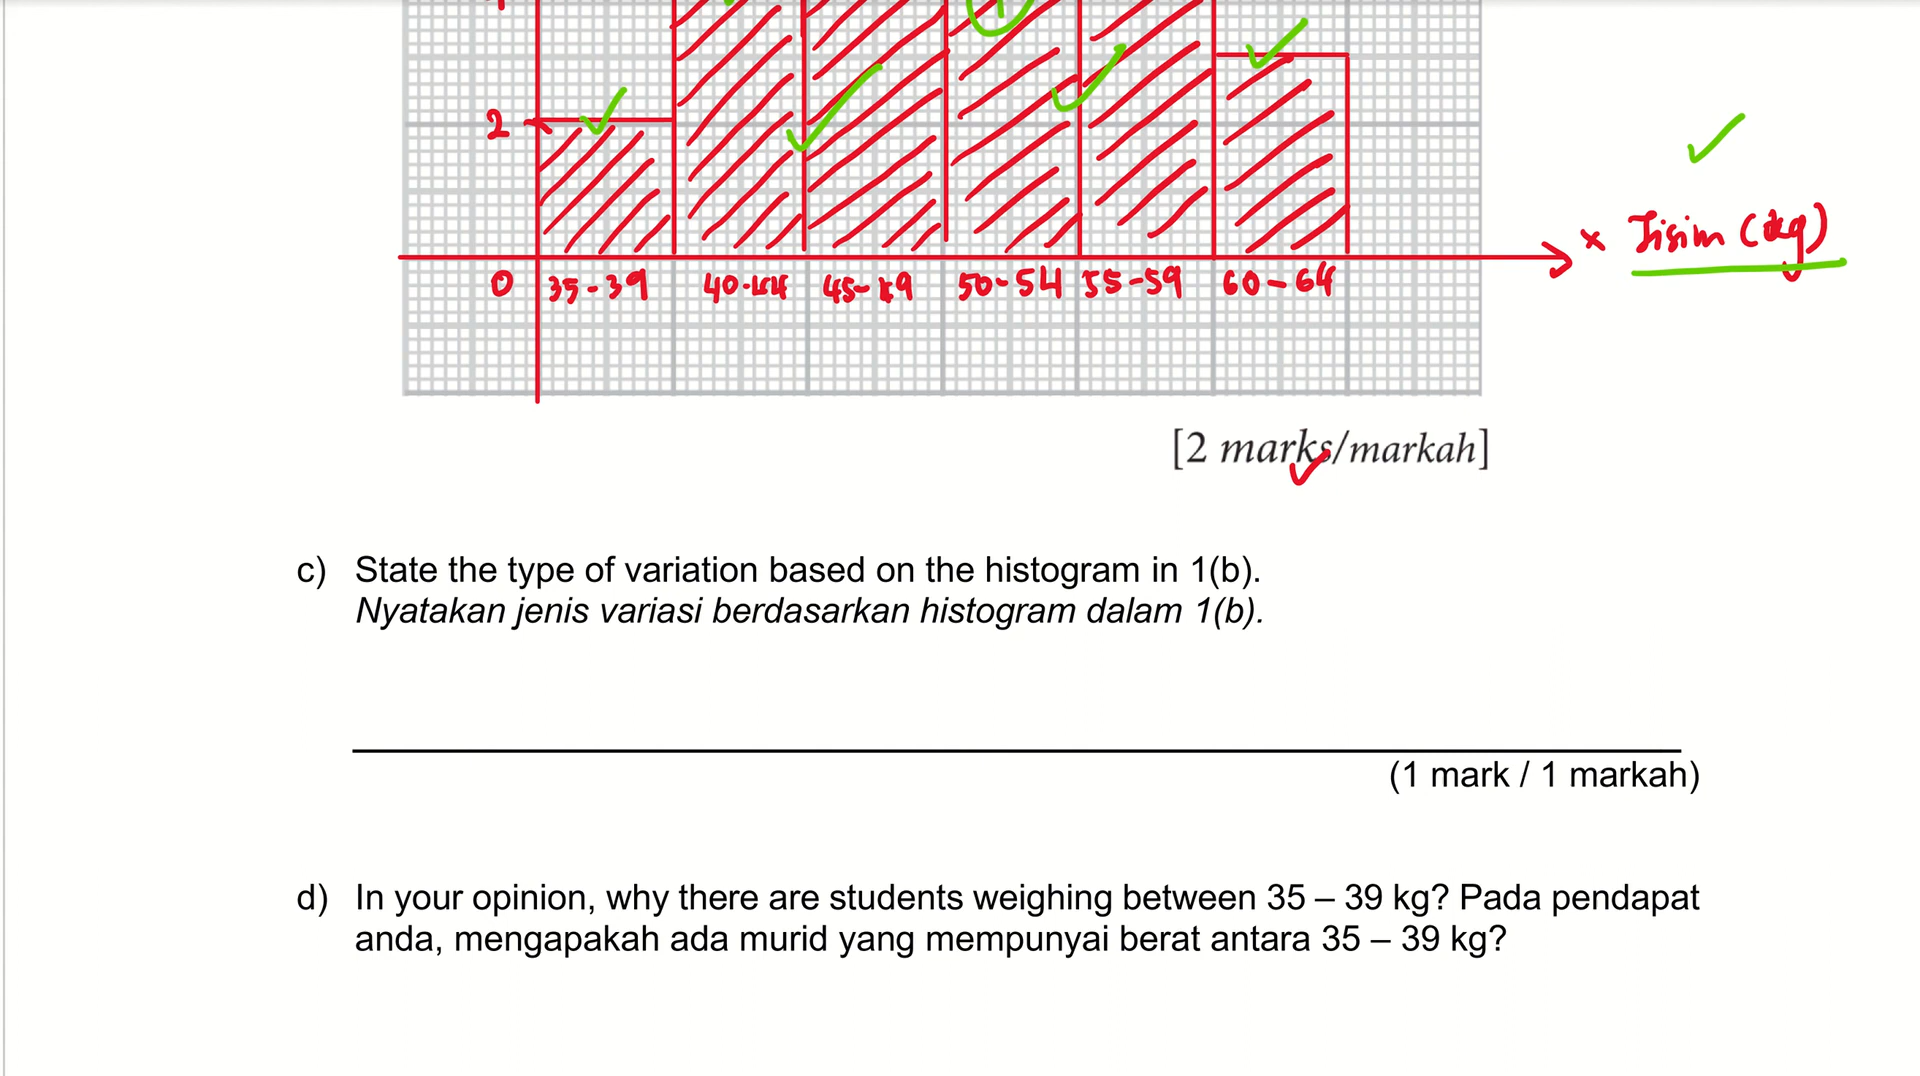 2
0 35-39 40-44 45-49 50-54 55-59 60-64
x Jisim (kg)
[2 marks/markah]
c) State the type of variation based on the histogram in 1(b).
Nyatakan jenis variasi berdasarkan histogram dalam 1(b).
(1 mark / 1 markah)
d) In your opinion, why there are students weighing between 35 – 39 kg? Pada pendapat
anda, mengapakah ada murid yang mempunyai berat antara 35 – 39 kg?